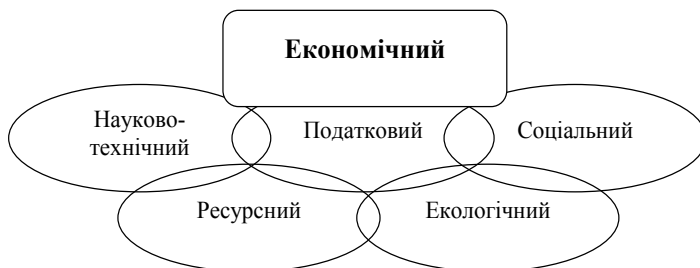 Економічний
Науково-
технічний
Податковий
Соціальний
Ресурсний
Екологічний